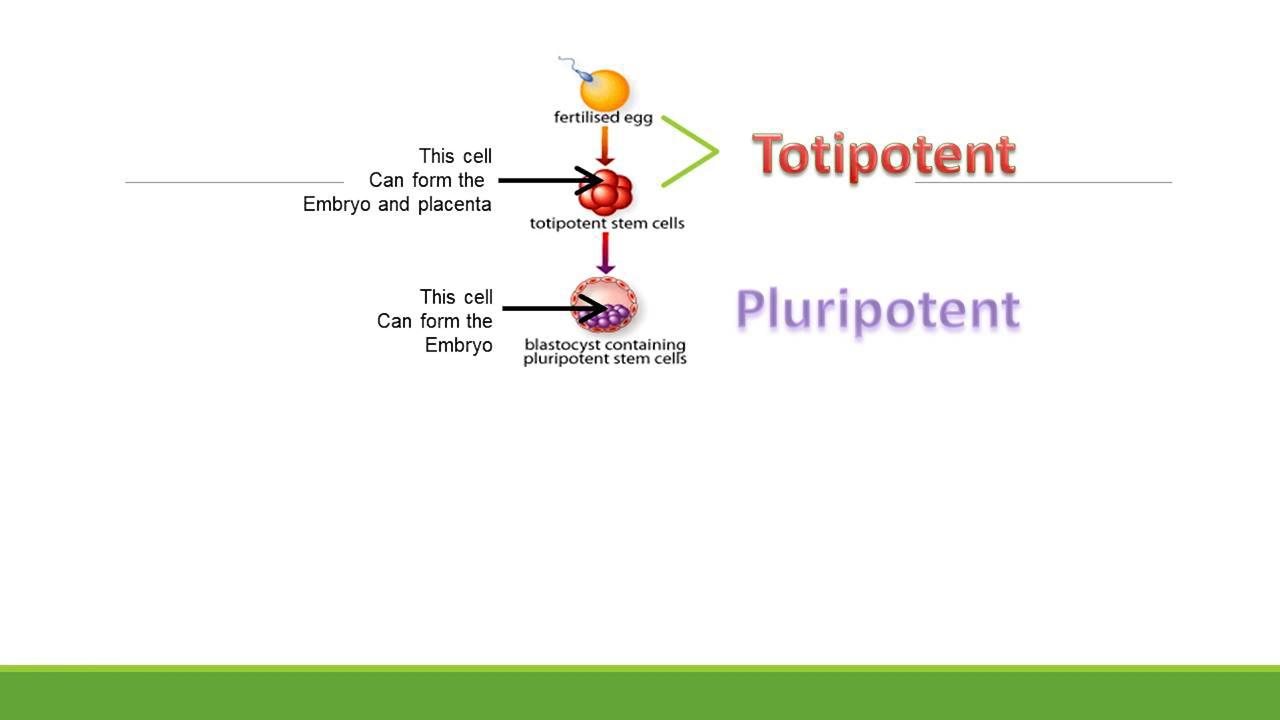 fertilised egg
This cell
Can form the
Embryo and placenta
Totipotent
totipotent stem cells
This cell
Can form the
Embryo
Pluripotent
blastocyst containing
pluripotent stem cells